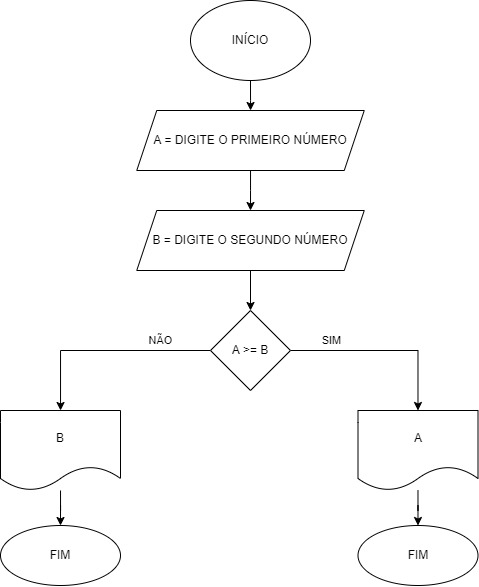 INÍCIO
A = DIGITE O PRIMEIRO NÚMERO
B = DIGITE O SEGUNDO NÚMERO
NÃO
A >= B
SIM
B
A
FIM
FIM